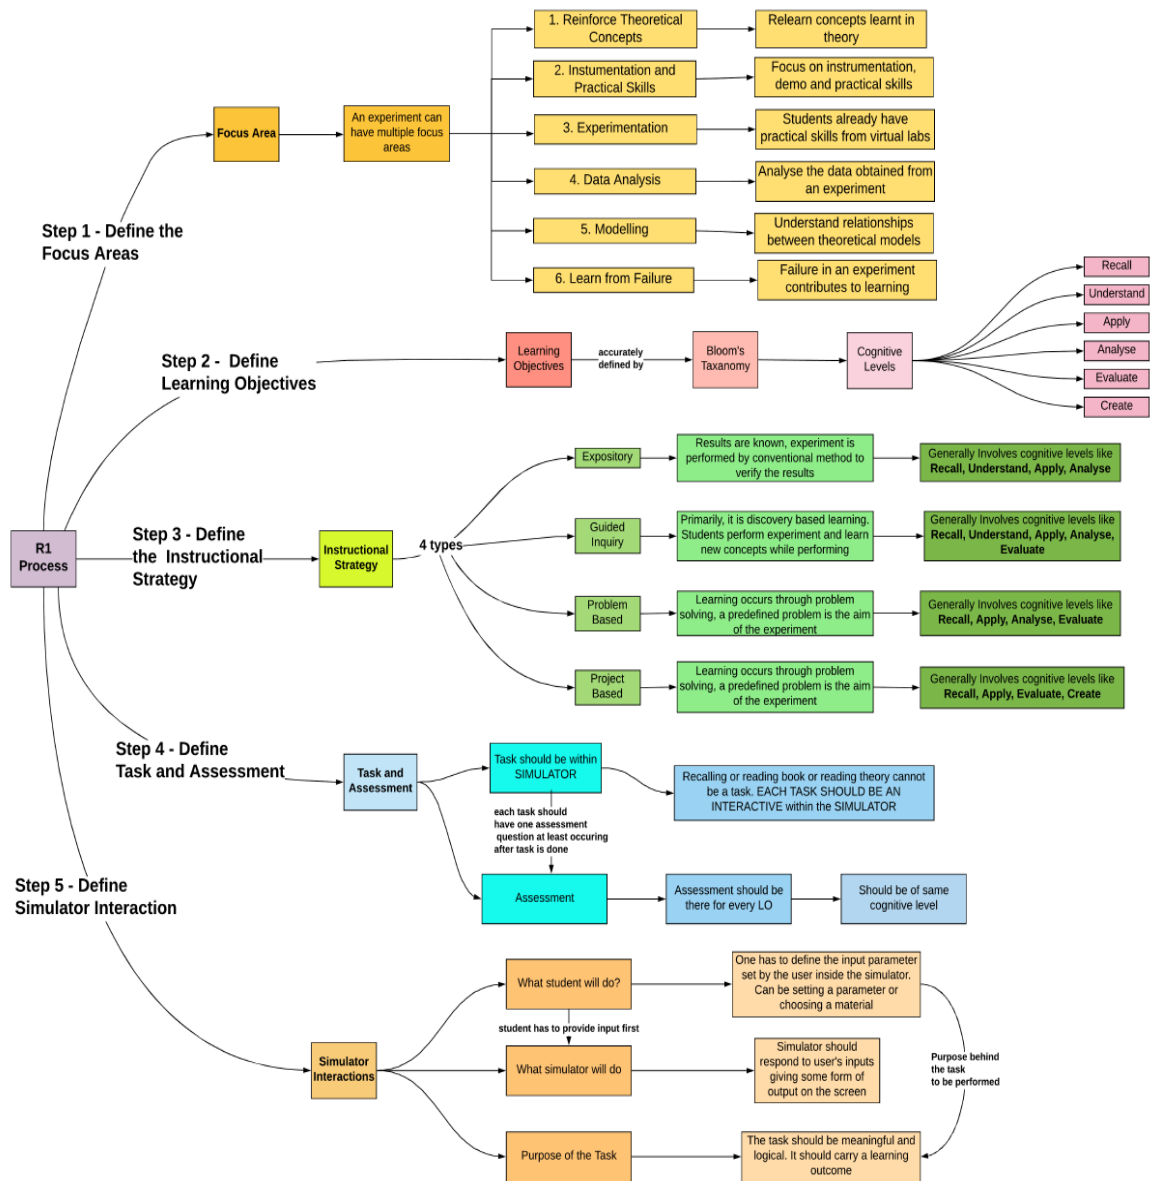 1. Reinforce Theoretical
Concepts
Relearn concepts learnt in
theory
2. Instumentation and
Practical Skills
Focus on instrumentation,
demo and practical skills
Focus Area
An experiment can
have multiple focus
areas
3. Experimentation
Students already have
practical skills from virtual labs
4. Data Analysis
Analyse the data obtained from
an experiment
5. Modelling
Understand relationships
between theoretical models
6. Learn from Failure
Failure in an experiment
contributes to learning
Step 1 - Define the
Focus Areas
Step 2 - Define
Learning Objectives
Learning
Objectives
accurately
defined by
Bloom's
Taxanomy
Cognitive
Levels
Recall
Understand
Apply
Analyse
Evaluate
Create
R1
Process
Step 3 - Define
the Instructional
Strategy
Instructional
Strategy
4 types
Expository
Results are known, experiment is
performed by conventional method to
verify the results
Generally Involves cognitive levels like
Recall, Understand, Apply, Analyse
Guided
Inquiry
Primarily, it is discovery based learning.
Students perform experiment and learn
new concepts while performing
Generally Involves cognitive levels like
Recall, Understand, Apply, Analyse,
Evaluate
Problem
Based
Learning occurs through problem
solving, a predefined problem is the aim
of the experiment
Generally Involves cognitive levels like
Recall, Apply, Analyse, Evaluate
Project
Based
Learning occurs through problem
solving, a predefined problem is the aim
of the experiment
Generally Involves cognitive levels like
Recall, Apply, Evaluate, Create
Step 4 - Define
Task and Assessment
Task and
Assessment
Task should be within
SIMULATOR
Recalling or reading book or reading theory cannot
be a task. EACH TASK SHOULD BE AN
INTERACTIVE within the SIMULATOR
each task should
have one assessment
question at least occuring
after task is done
Assessment
Assessment should be
there for every LO
Should be of same
cognitive level
Step 5 - Define
Simulator Interaction
Simulator
Interactions
What student will do?
One has to define the input parameter
set by the user inside the simulator.
Can be setting a parameter or
choosing a material
student has to provide input first
What simulator will do
Simulator should
respond to user's inputs
giving some form of
output on the screen
Purpose behind
the task
to be performed
Purpose of the Task
The task should be meaningful and
logical. It should carry a learning
outcome